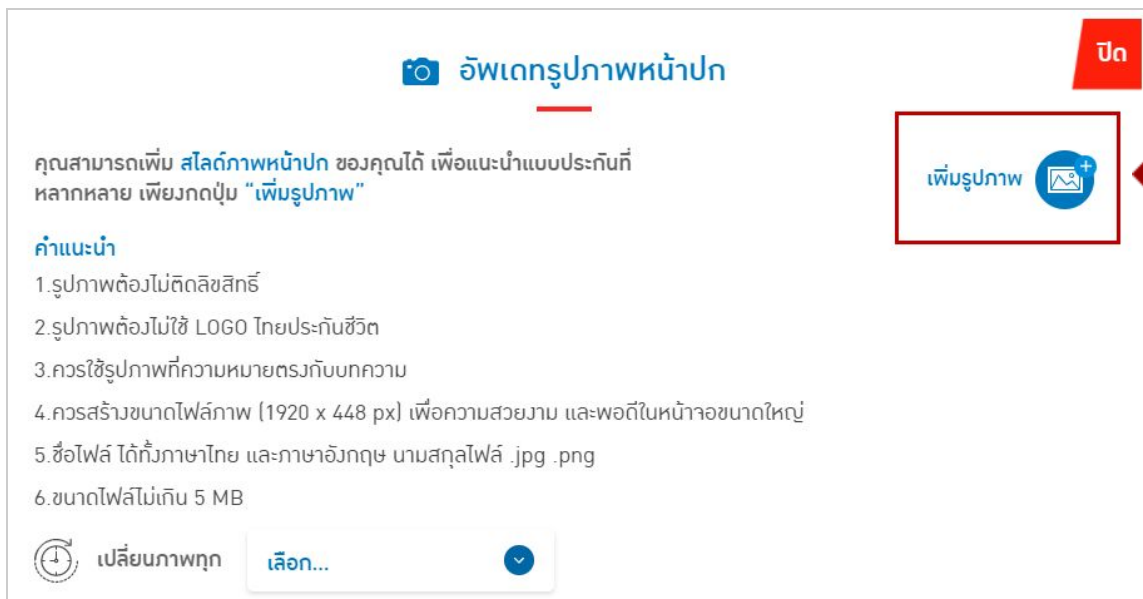 อัพเดทรูปภาพหน้าปก
ปิด
คุณสามารถเพิ่ม สไลด์ภาพหน้าปก ของคุณได้ เพื่อแนะนำแบบประกันที่
หลากหลาย เพียงกดปุ่ม “เพิ่มรูปภาพ”
เพิ่มรูปภาพ
คำแนะนำ
1.รูปภาพต้องไม่ติดลิขสิทธิ์
2.รูปภาพต้องไม่ใช้ LOGO ไทยประกันชีวิต
3.ควรใช้รูปภาพที่ความหมายตรงกับบทความ
4.ควรสร้างขนาดไฟล์ภาพ (1920 x 448 px) เพื่อความสวยงาม และพอดีในหน้าจอขนาดใหญ่
5.ชื่อไฟล์ ได้ทั้งภาษาไทย และภาษาอังกฤษ นามสกุลไฟล์ .jpg .png
6.ขนาดไฟล์ไม่เกิน 5 MB
เปลี่ยนภาพทุก เลือก...